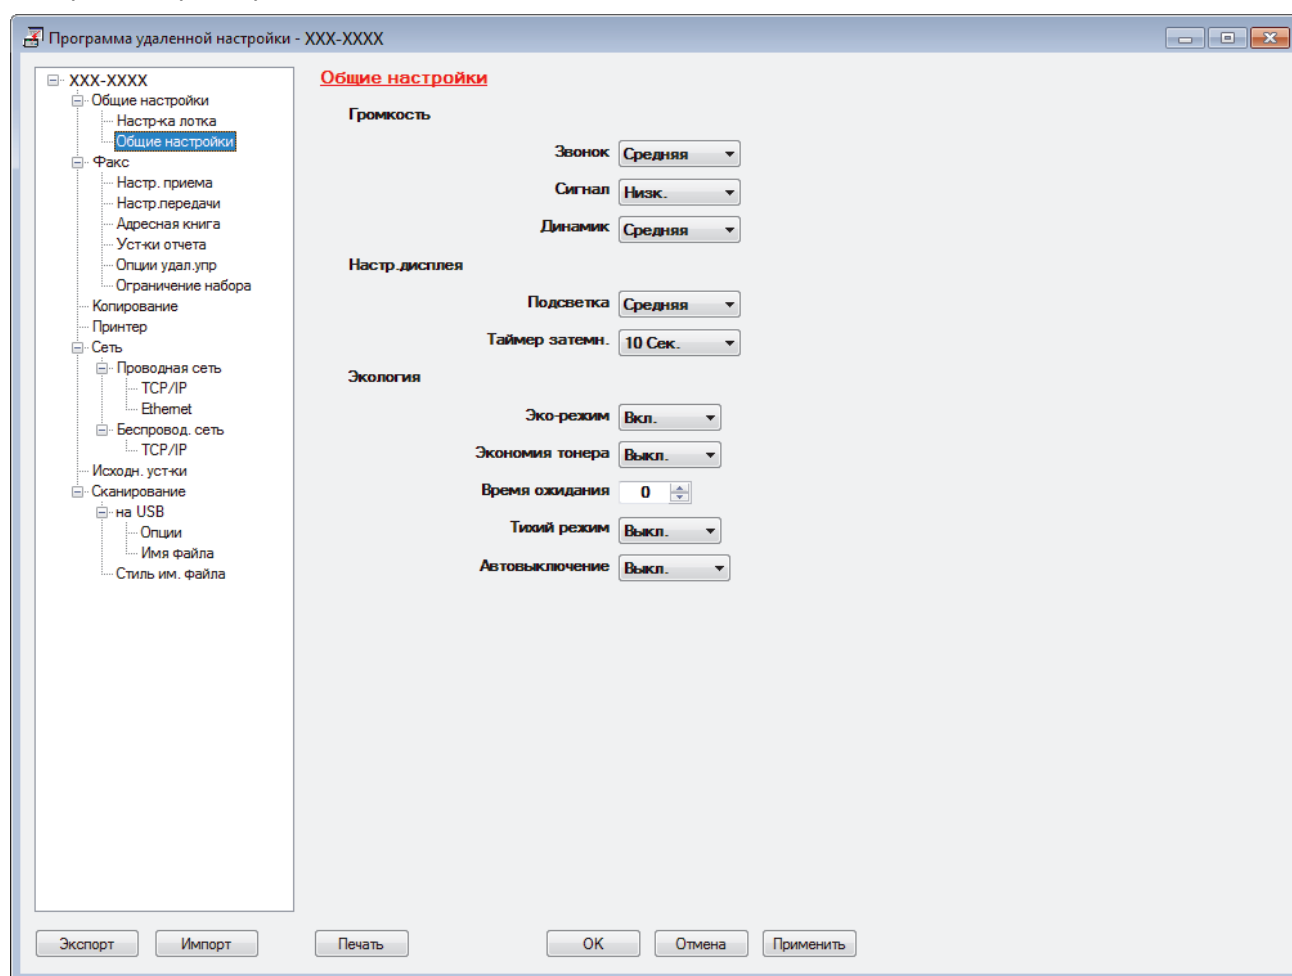 Программа удаленной настройки - XXX-XXXX
XXX-XXXX
Общие настройки
Настр-ка лотка
Общие настройки
Факс
Настр. приема
Настр.передачи
Адресная книга
Уст-ки отчета
Опции удал.упр
Ограничение набора
Копирование
Принтер
Сеть
Проводная сеть
TCP/IP
Ethernet
Беспровод. сеть
TCP/IP
Исходн. уст-ки
Сканирование
на USB
Опции
Имя файла
Стиль им. файла
Общие настройки
Громкость
Звонок Средняя
Сигнал Низк.
Динамик Средняя
Настр.дисплея
Подсветка Средняя
Таймер затемн. 10 Сек.
Экология
Эко-режим Вкл.
Экономия тонера Выкл.
Время ожидания 0
Тихий режим Выкл.
Автовыключение Выкл.
Экспорт Импорт Печать OK Отмена Применить